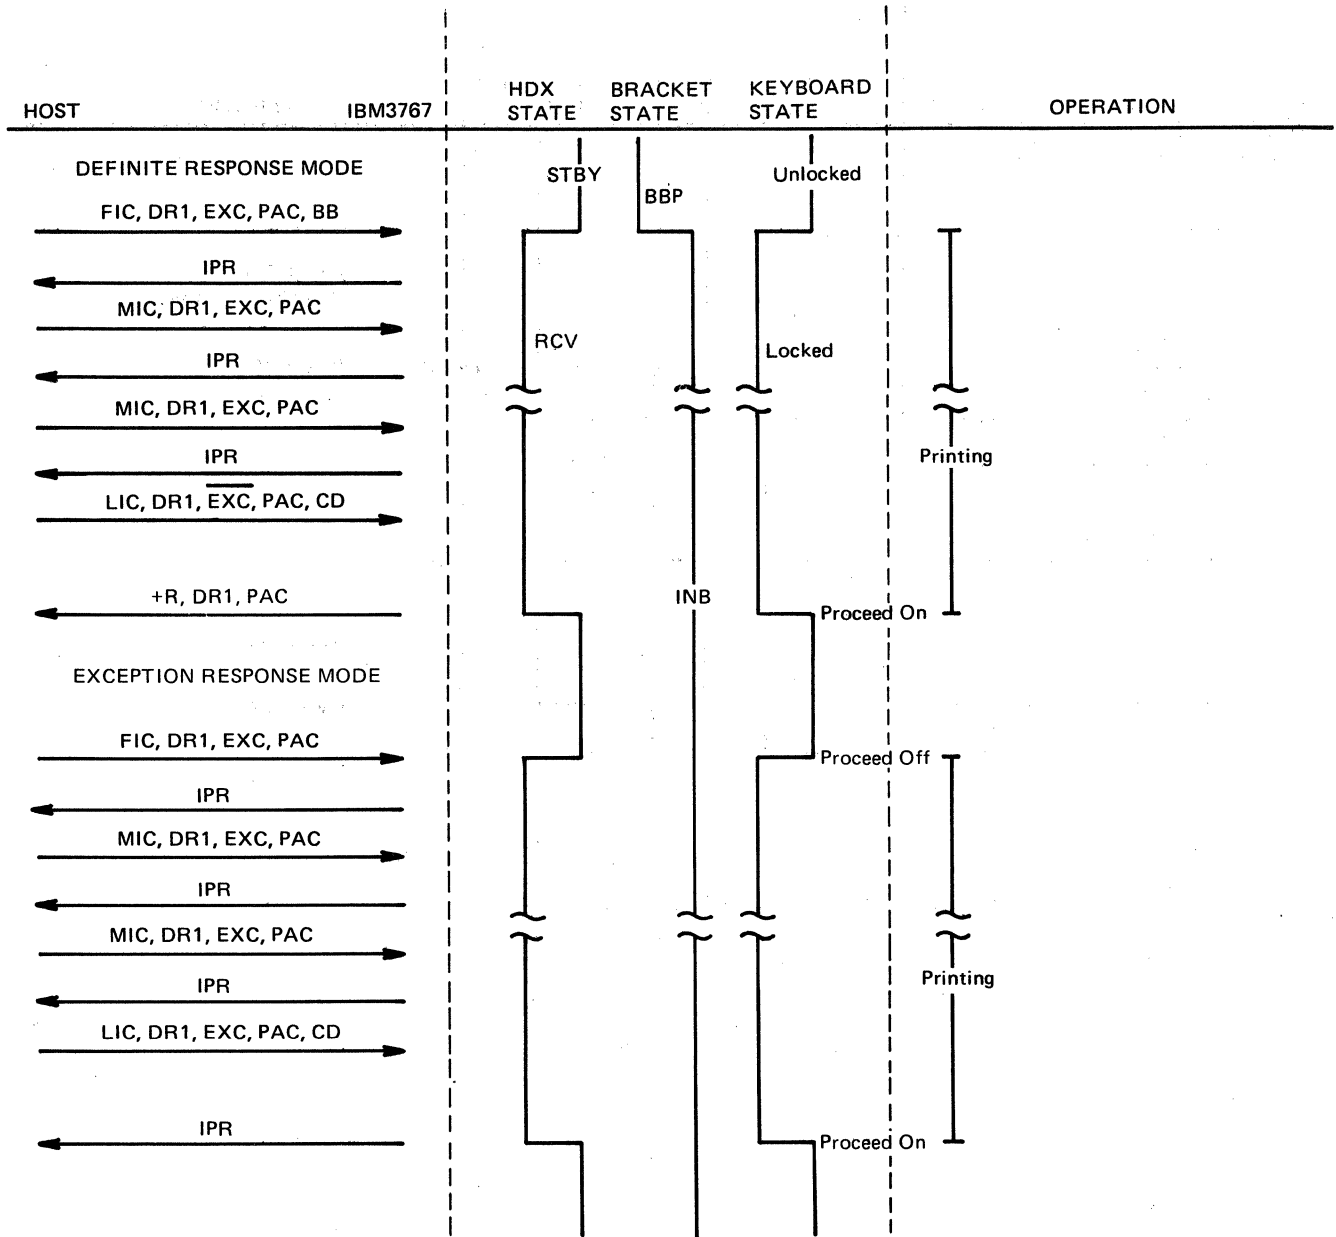 HOST IBM3767 HDX STATE BRACKET STATE KEYBOARD STATE OPERATION
DEFINITE RESPONSE MODE STBY Unlocked
BBP
FIC, DR1, EXC, PAC, BB
IPR
MIC, DR1, EXC, PAC
RCV Locked
IPR
MIC, DR1, EXC, PAC
IPR Printing
LIC, DR1, E̅X̅C̅, PAC, CD
+R, DR1, PAC INB Proceed On
EXCEPTION RESPONSE MODE
FIC, DR1, EXC, PAC Proceed Off
IPR
MIC, DR1, EXC, PAC
IPR
MIC, DR1, EXC, PAC
IPR Printing
LIC, DR1, EXC, PAC, CD
IPR Proceed On